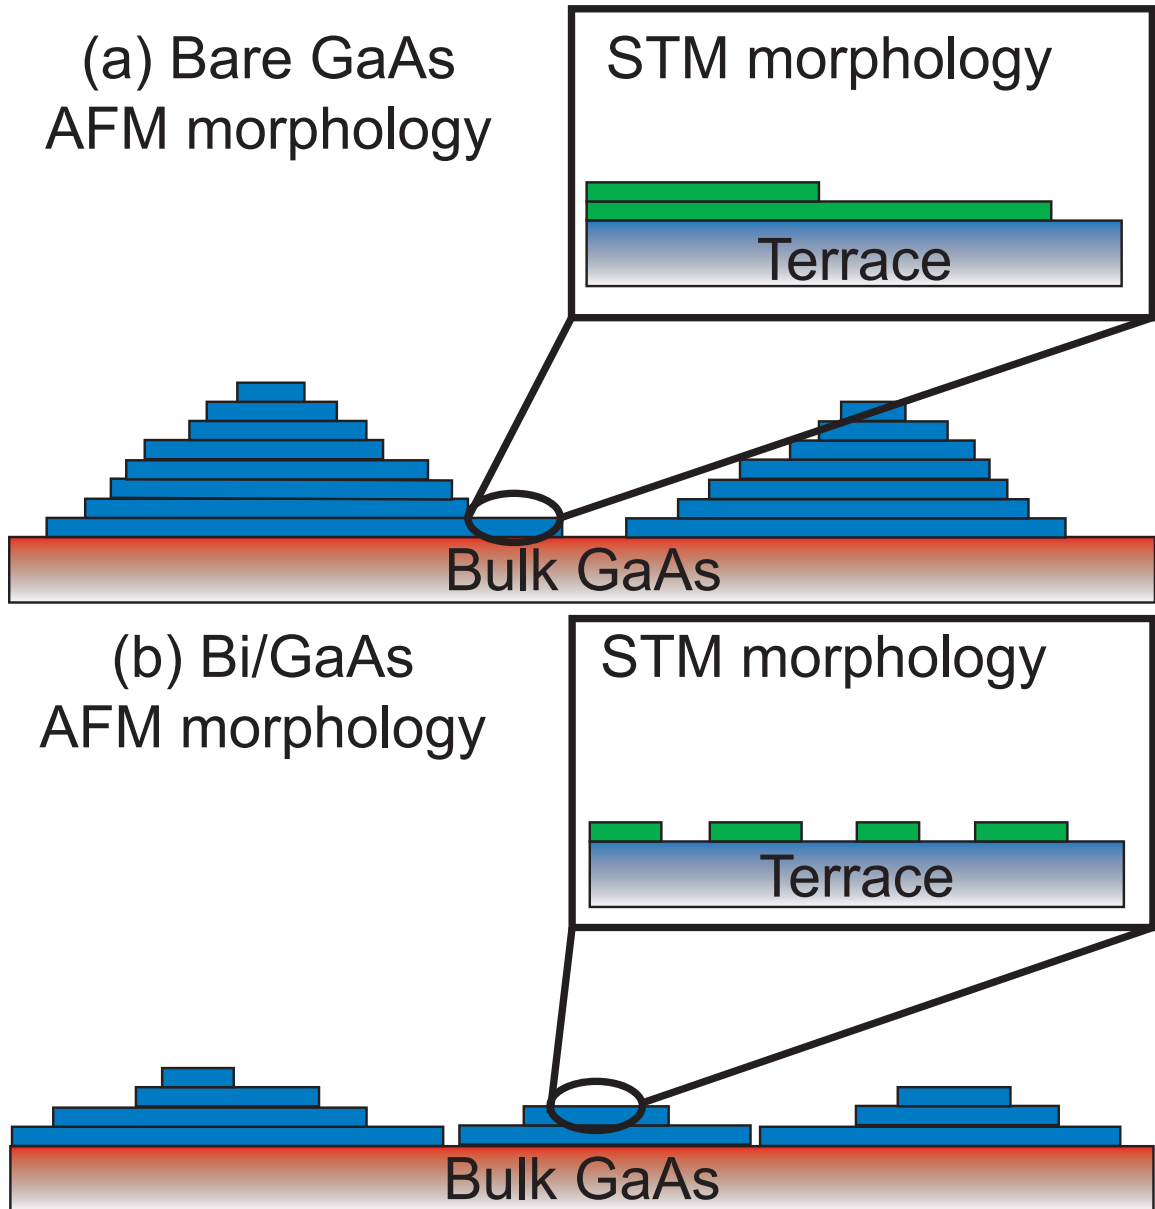 (a) Bare GaAs
AFM morphology
STM morphology
Terrace
Bulk GaAs
(b) Bi/GaAs
AFM morphology
STM morphology
Terrace
Bulk GaAs